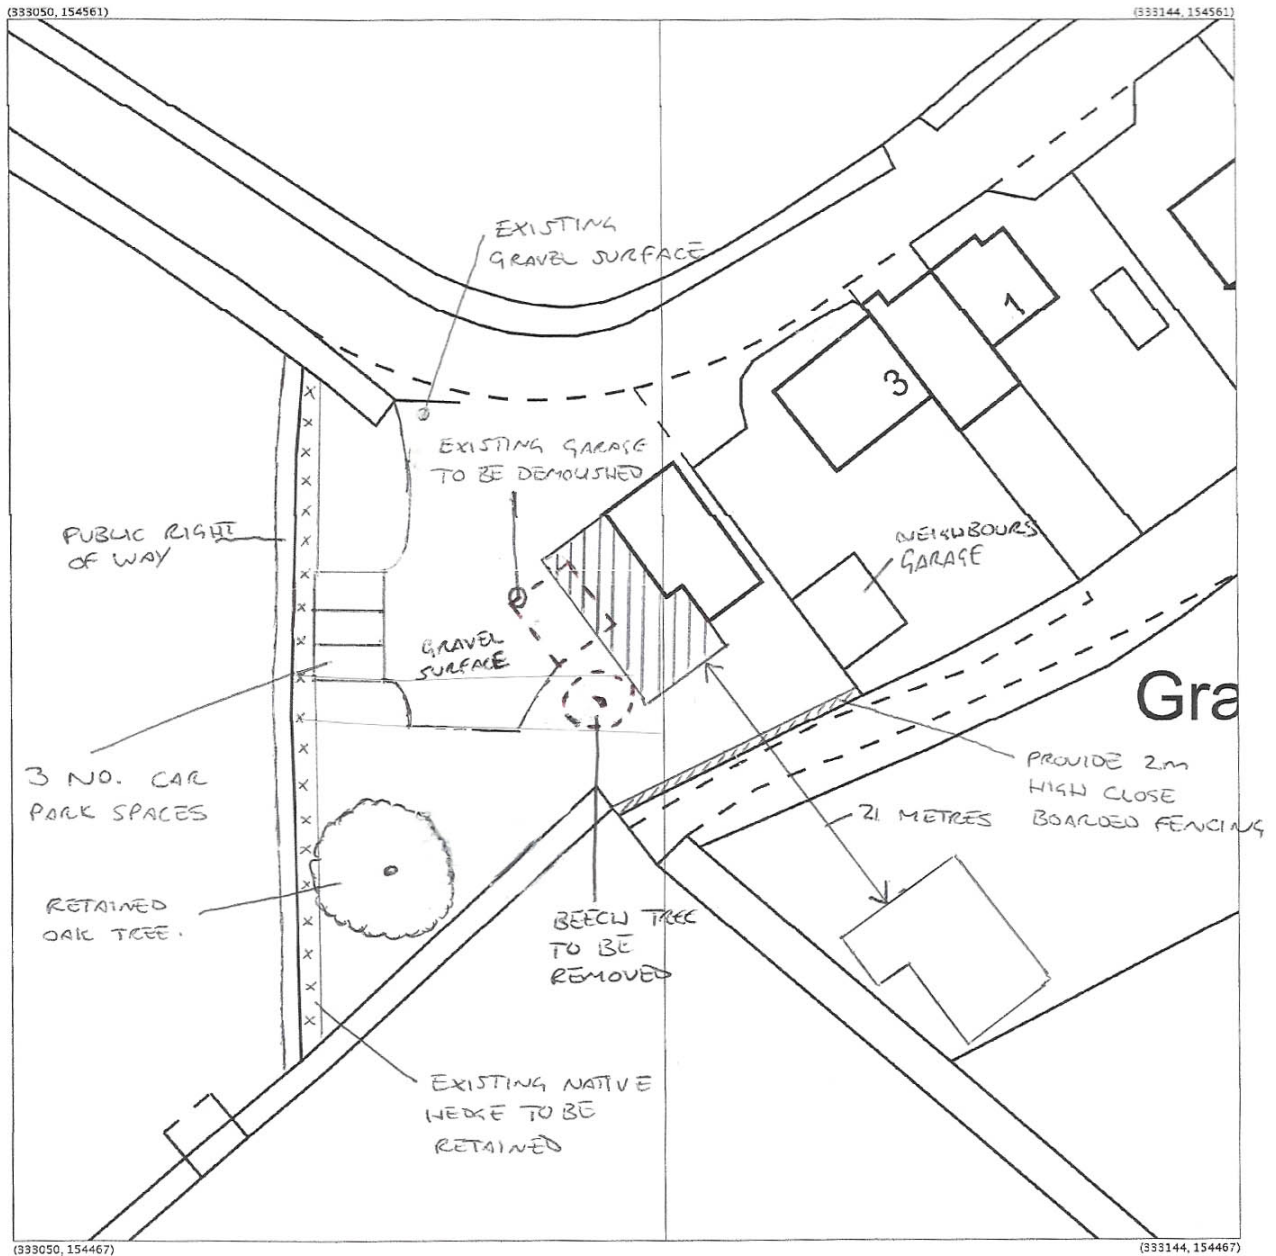 (333050, 154561)
(333144, 154561)
EXISTING
GRAVEL SURFACE
1
3
EXISTING GARAGE
TO BE DEMOLISHED
PUBLIC RIGHT
OF WAY
NEIGHBOURS
GARAGE
GRAVEL
SURFACE
Gra
3 NO. CAR
PARK SPACES
PROVIDE 2m
HIGH CLOSE
BOARDED FENCING
21 METRES
RETAINED
OAK TREE.
BEECH TREE
TO BE
REMOVED
EXISTING NATIVE
HEDGE TO BE
RETAINED
(333050, 154467)
(333144, 154467)